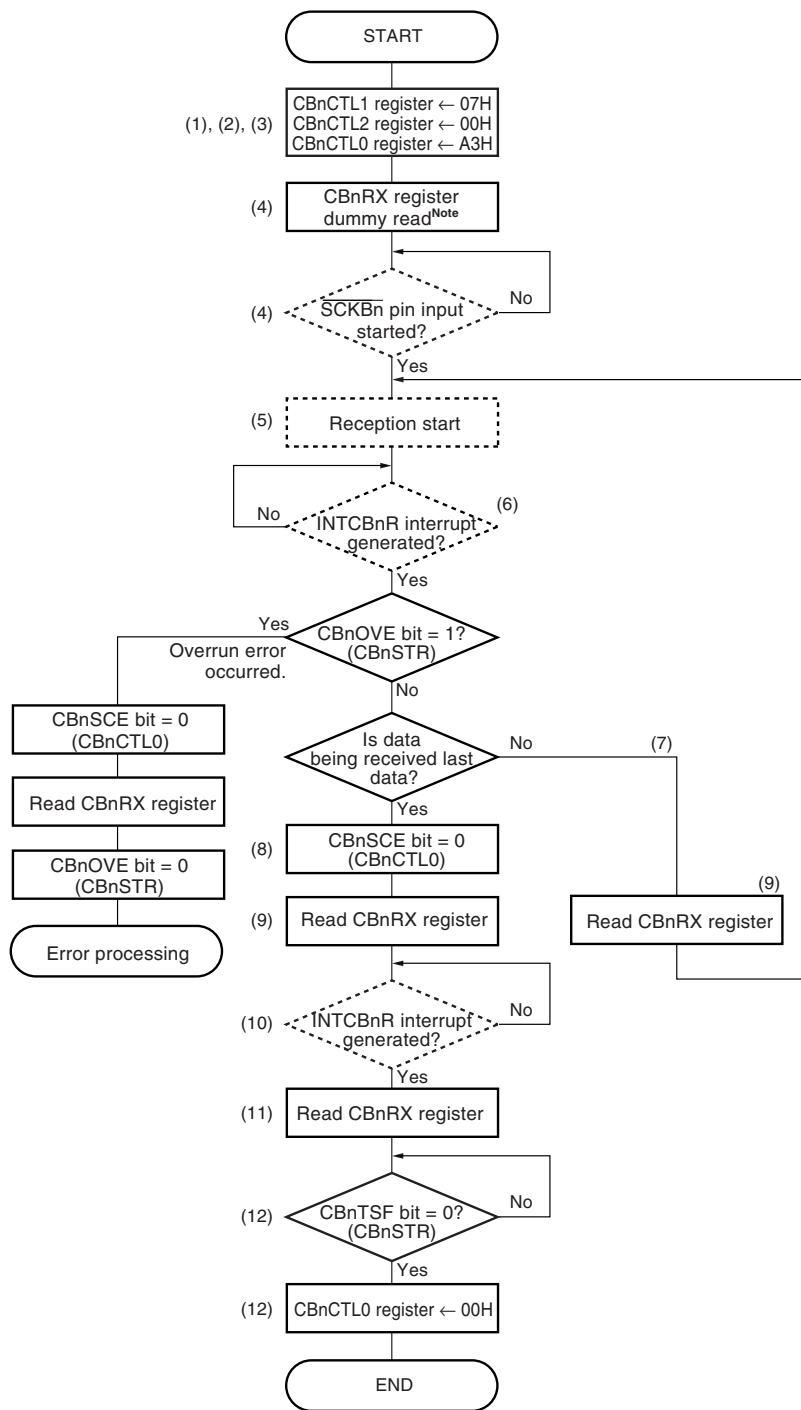 START
(1), (2), (3)
CBnCTL1 register ← 07H
CBnCTL2 register ← 00H
CBnCTL0 register ← A3H
(4)
CBnRX register
dummy readNote
(4)
SCKBn pin input
started?
No
Yes
(5)
Reception start
(6)
No
INTCBnR interrupt
generated?
Yes
Yes
CBnOVE bit = 1?
(CBnSTR)
Overrun error
occurred.
No
CBnSCE bit = 0
(CBnCTL0)
Read CBnRX register
CBnOVE bit = 0
(CBnSTR)
Error processing
Is data
being received last
data?
No
(7)
Yes
(8)
CBnSCE bit = 0
(CBnCTL0)
(9)
Read CBnRX register
(9)
Read CBnRX register
(10)
INTCBnR interrupt
generated?
No
Yes
(11)
Read CBnRX register
(12)
CBnTSF bit = 0?
(CBnSTR)
No
Yes
(12)
CBnCTL0 register ← 00H
END